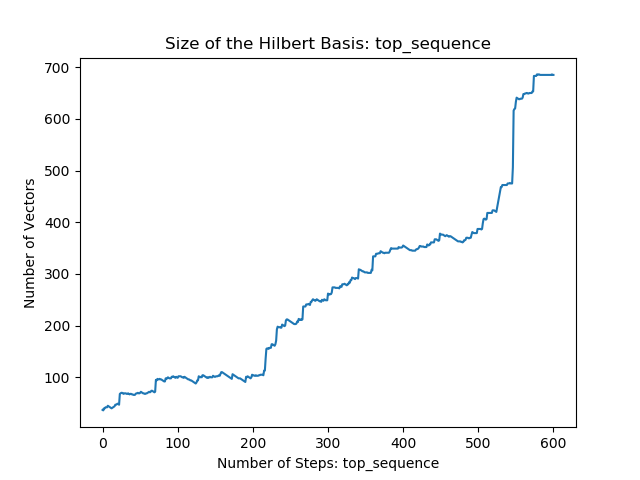 Size of the Hilbert Basis: top_sequence
700
600
500
400
300
200
100
Number of Vectors
0 100 200 300 400 500 600
Number of Steps: top_sequence